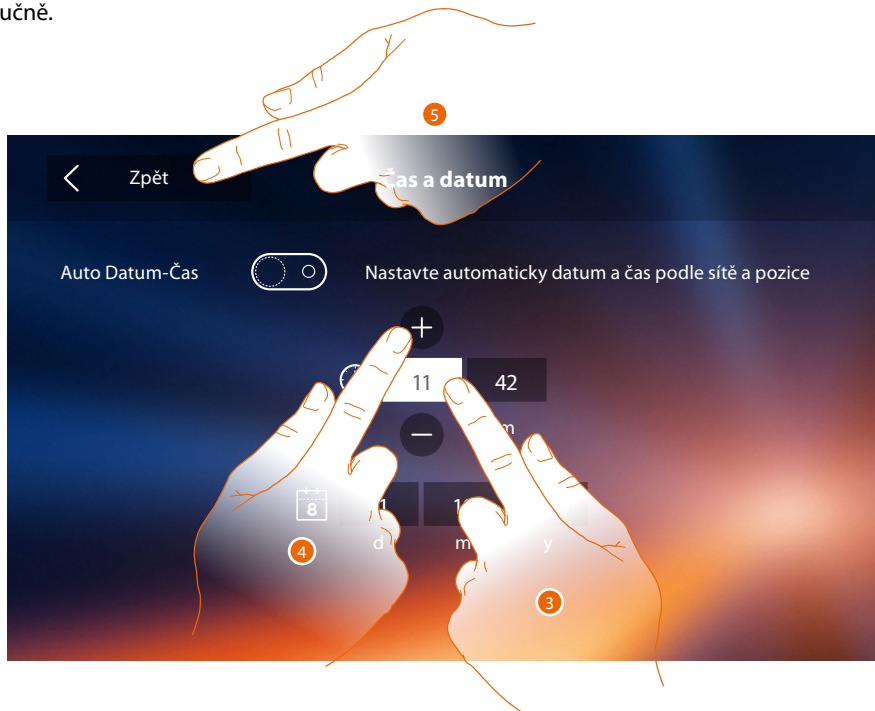 učně.
5
Zpět
Čas a datum
Auto Datum-Čas
Nastavte automaticky datum a čas podle sítě a pozice
+
11 42
−
m
8
d m y
4
3